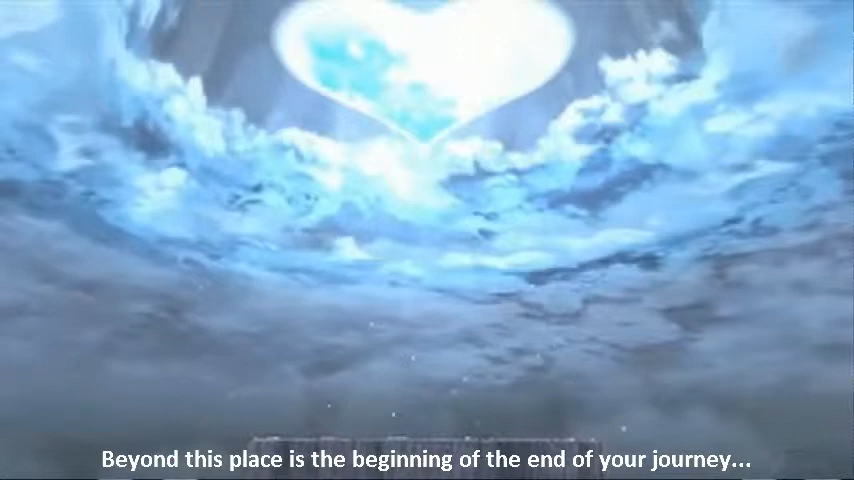 Beyond this place is the beginning of the end of your journey...